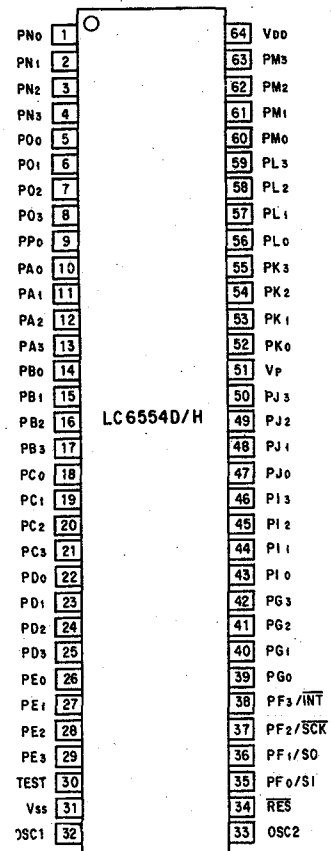 PN0 1 64 VDD
PN1 2 63 PM3
PN2 3 62 PM2
PN3 4 61 PM1
PO0 5 60 PM0
PO1 6 59 PL3
PO2 7 58 PL2
PO3 8 57 PL1
PP0 9 56 PL0
PA0 10 55 PK3
PA1 11 54 PK2
PA2 12 53 PK1
PA3 13 52 PK0
PB0 14 51 VP
PB1 15 50 PJ3
PB2 16 LC6554D/H 49 PJ2
PB3 17 48 PJ1
PC0 18 47 PJ0
PC1 19 46 PI3
PC2 20 45 PI2
PC3 21 44 PI1
PD0 22 43 PI0
PD1 23 42 PG3
PD2 24 41 PG2
PD3 25 40 PG1
PE0 26 39 PG0
PE1 27 38 PF3/INT
PE2 28 37 PF2/SCK
PE3 29 36 PF1/SO
TEST 30 35 PF0/SI
VSS 31 34 RES
OSC1 32 33 OSC2